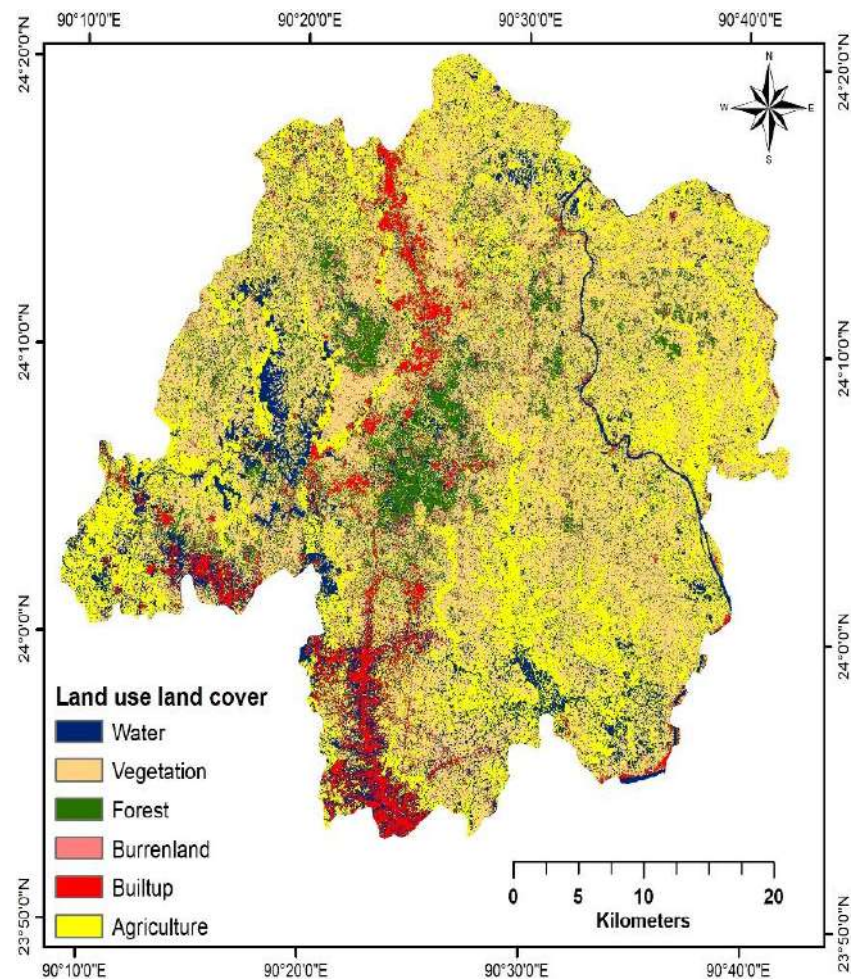 90°10'0"E 90°20'0"E 90°30'0"E 90°40'0"E
24°20'0"N
24°20'0"N
N
W E
S
24°10'0"N
24°10'0"N
24°0'0"N
24°0'0"N
Land use land cover
Water
Vegetation
Forest
Burrenland
Builtup
Agriculture
0 5 10 20
Kilometers
23°50'0"N
23°50'0"N
90°10'0"E 90°20'0"E 90°30'0"E 90°40'0"E